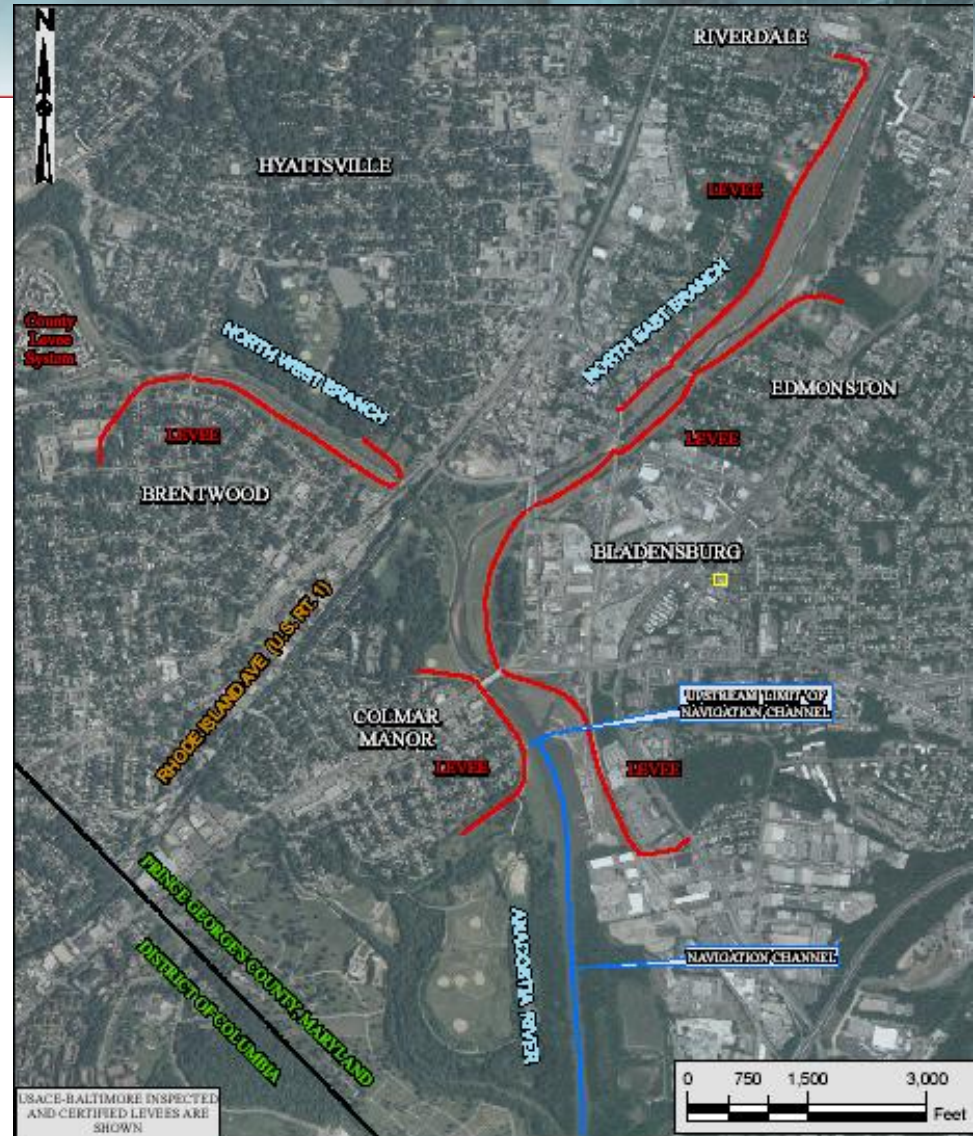 N
RIVERDALE
HYATTSVILLE
LEVEE
NORTH EAST BRANCH
County
Levee
System
NORTH WEST BRANCH
EDMONSTON
LEVEE
LEVEE
BRENTWOOD
BLADENSBURG
RHODE ISLAND AVE (U.S. RT. 1)
UPSTREAM LIMIT OF
NAVIGATION CHANNEL
COLMAR
MANOR
LEVEE
LEVEE
PRINCE GEORGE'S COUNTY, MARYLAND
DISTRICT OF COLUMBIA
ANACOSTIA RIVER
NAVIGATION CHANNEL
USACE-BALTIMORE INSPECTED
AND CERTIFIED LEVEES ARE
SHOWN
0 750 1,500 3,000
Feet